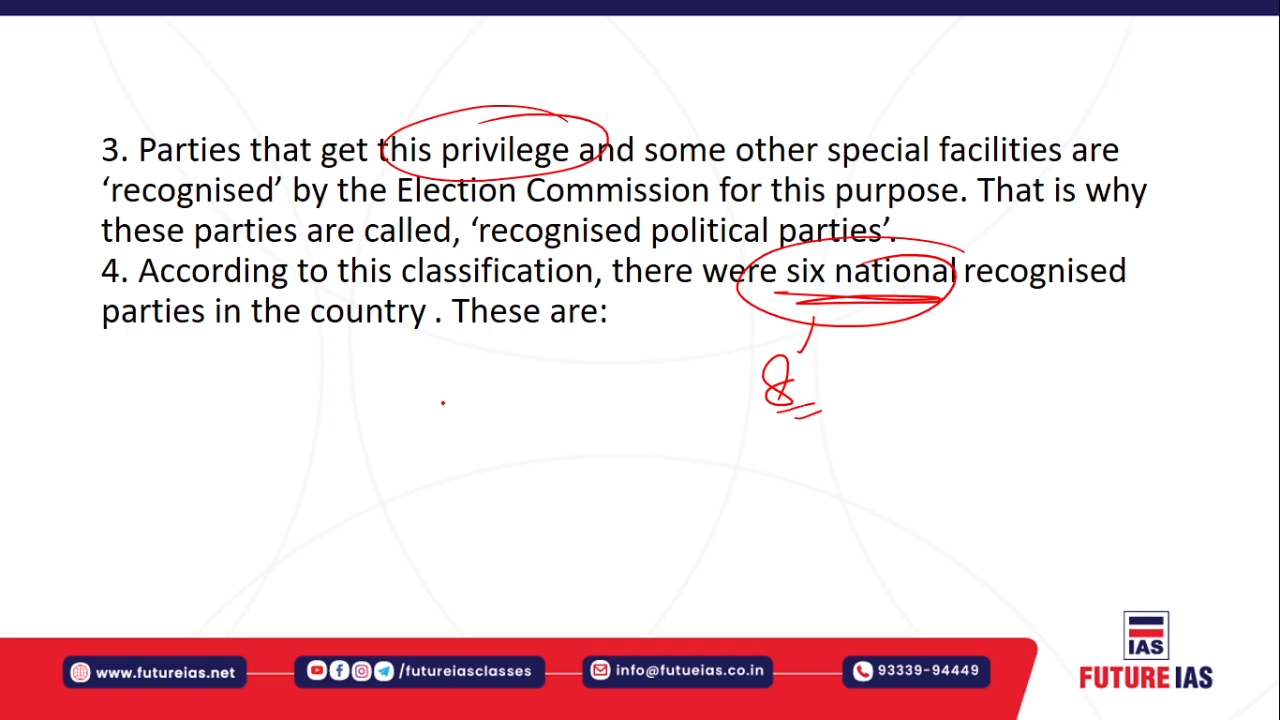 3. Parties that get this privilege and some other special facilities are
‘recognised’ by the Election Commission for this purpose. That is why
these parties are called, ‘recognised political parties’.
4. According to this classification, there were six national recognised
parties in the country . These are:
8
IAS
www.futureias.net
/futureiasclasses
info@futueias.co.in
93339-94449
FUTURE IAS